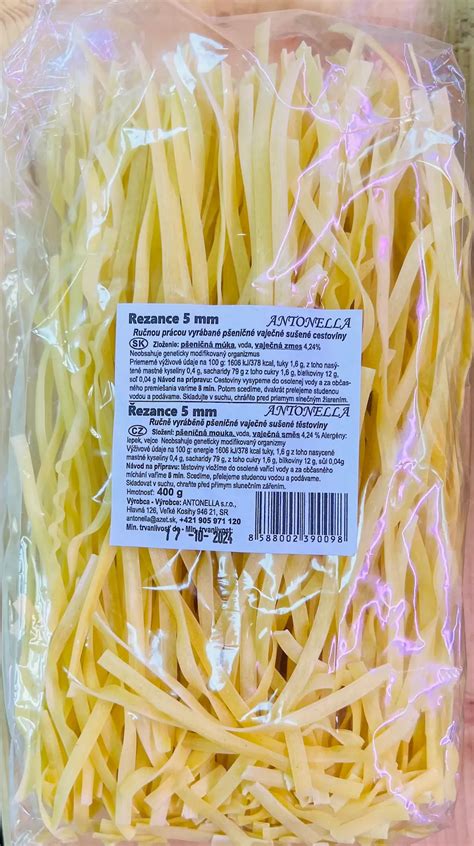 Rezance 5 mm ANTONELLA
Ručnou prácou vyrábané pšeničné vaječné sušené cestoviny
SK Zloženie: pšeničná múka, voda, vaječná zmes 4,24%
Neobsahuje geneticky modifikovaný organizmus
Priemerné výživové údaje na 100 g: 1606 kJ/378 kcal, tuky 1,6 g, z toho nasý-
tené mastné kyseliny 0,4 g, sacharidy 79 g z toho cukry 1,6 g, bielkoviny 12 g,
soľ 0,04 g Návod na prípravu: Cestoviny vysypeme do osolenej vody a za občas-
ného premiešania varíme 8 min. Potom scedíme, dvakrát prelejeme studenou
vodou a podávame. Skladujte v suchu, chráňte pred priamym slnečným žiarením.
Řezance 5 mm ANTONELLA
Ručně vyráběné pšeničné vaječné sušené těstoviny
CZ Složení: pšeničná mouka, voda, vaječná směs 4,24 % Alergény:
lepek, vejce Neobsahuje geneticky modifikovaný organizmy
Výživové údaje na 100 g: energie 1606 kJ/378 kcal, tuky, 1,6 g z toho nasycené
mastné kyseliny 0,4 g, sacharidy 79 g, z toho cukry 1,6 g, bílkoviny 12 g, sůl 0,04g
Návod na přípravu: těstoviny vložíme do osolené vařící vody a za občasného
míchání vaříme 8 min. Scedíme, přelejeme studenou vodou a podávame.
Skladovat v suchu, chraňte před přímym slunečním zářením.
Hmotnosť: 400 g
Výrobca - Výrobce: ANTONELLA s.r.o.,
Hlavná 126, Veľké Kosihy 946 21, SR
antonella@azet.sk, +421 905 971 120
Min. trvanlivosť do - Min. trvanlivost:
17 -10- 2024
8 588002 390098